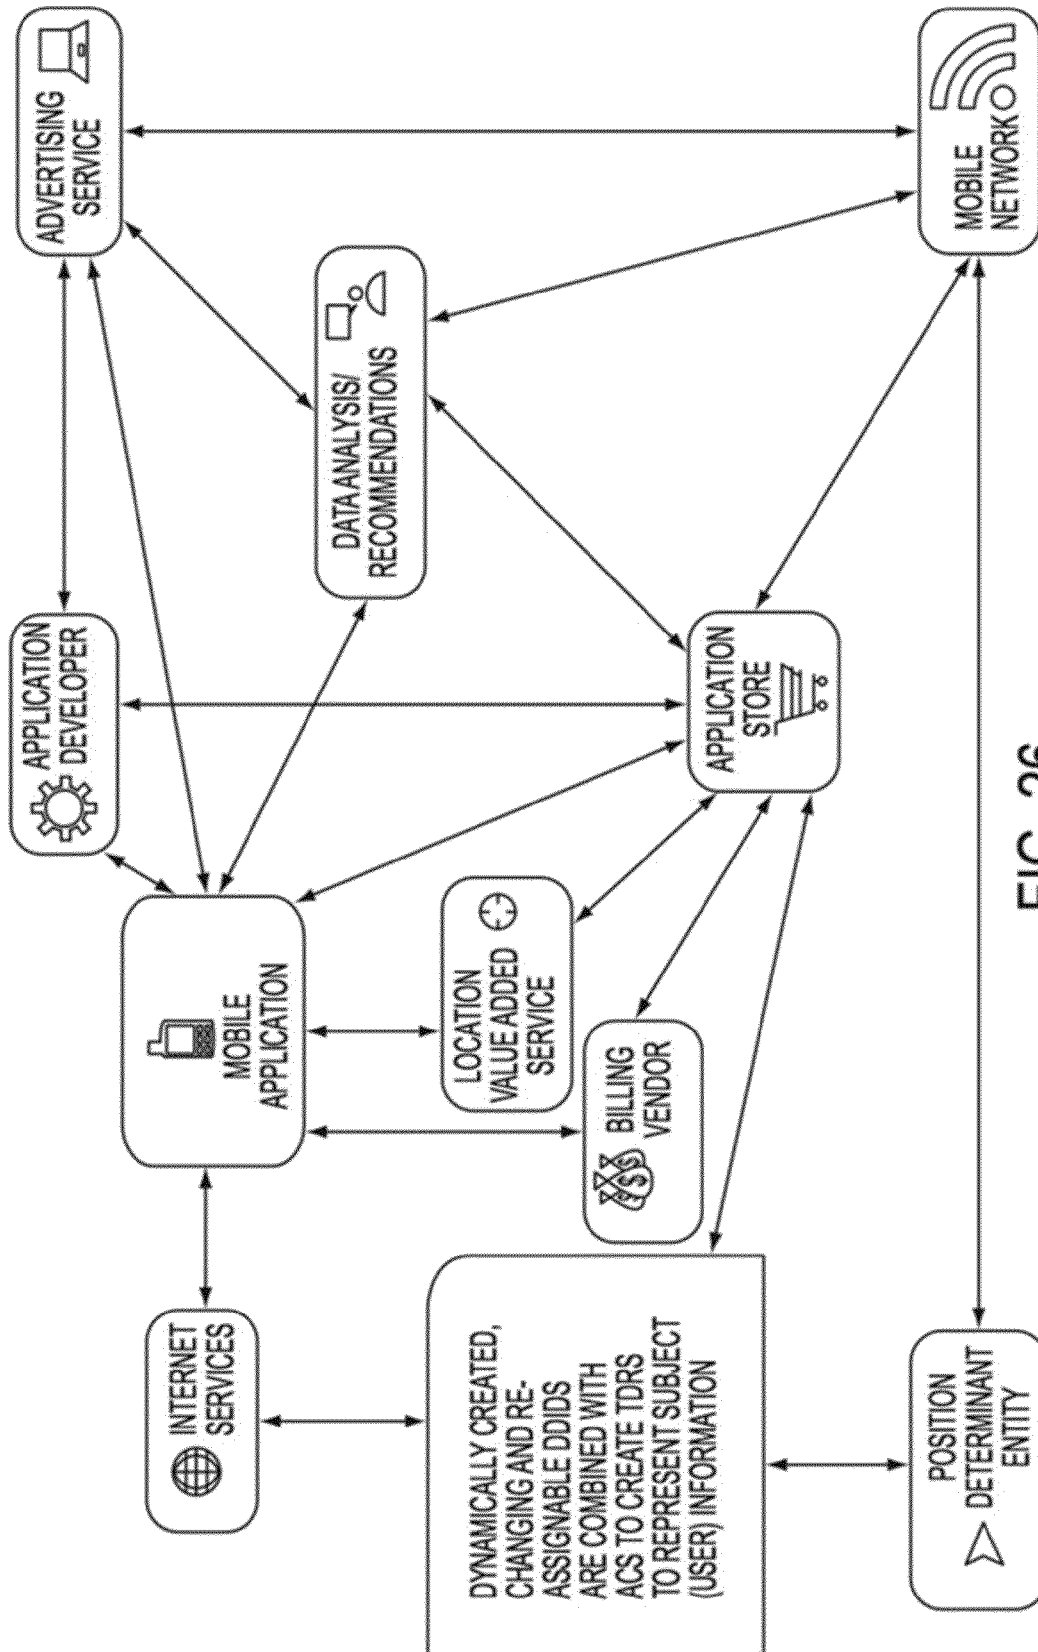 INTERNET
SERVICES
MOBILE
APPLICATION
APPLICATION
DEVELOPER
ADVERTISING
SERVICE
DATA ANALYSIS/
RECOMMENDATIONS
DYNAMICALLY CREATED,
CHANGING AND RE-
ASSIGNABLE DDIDS
ARE COMBINED WITH
ACS TO CREATE TDRS
TO REPRESENT SUBJECT
(USER) INFORMATION
LOCATION
VALUE ADDED
SERVICE
$$$
BILLING
VENDOR
APPLICATION
STORE
POSITION
DETERMINANT
ENTITY
MOBILE
NETWORK
FIG. 26